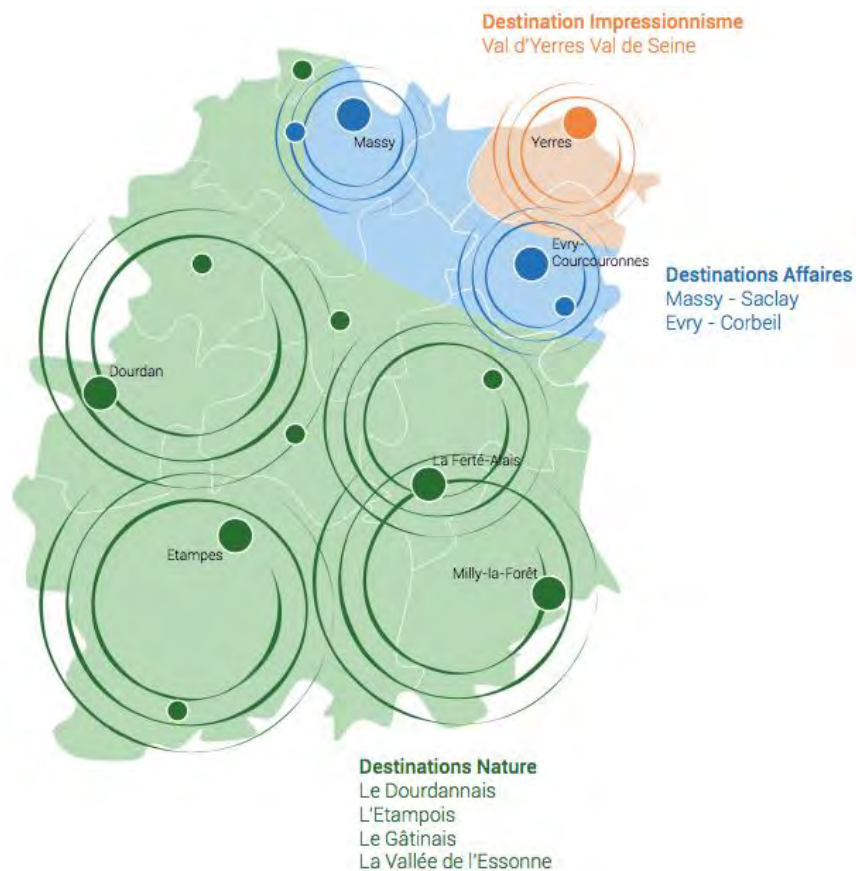 Destination Impressionnisme
Val d'Yerres Val de Seine
Massy
Yerres
Evry-
Courcouronnes
Destinations Affaires
Massy - Saclay
Evry - Corbeil
Dourdan
La Ferté-Alais
Etampes
Milly-la-Forêt
Destinations Nature
Le Dourdannais
L'Etampois
Le Gâtinais
La Vallée de l'Essonne